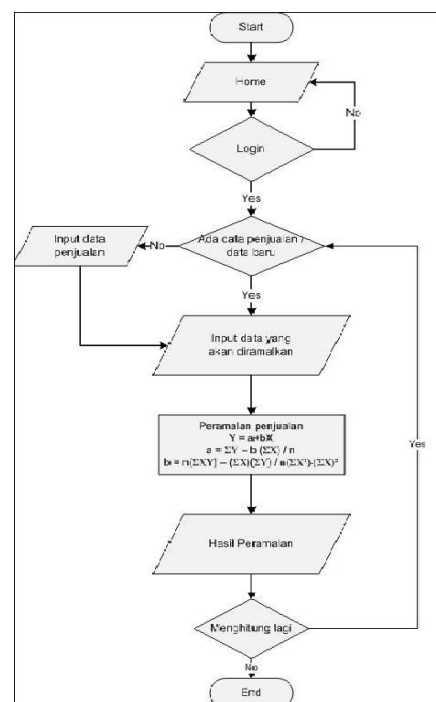 Start
Home
No
Login
Yes
Input data
penjualan
No
Ada cata penjualan /
data baru
Yes
Input data yang
akan diramalkan
Peramalan penjualan
Y = a+bX
a = ΣY – b (ΣX) / n
b = n(ΣXY) – (ΣX)(ΣY) / n(ΣX²)-(ΣX)²
Yes
Hasil Peramalan
Menghitung lagi
No
End